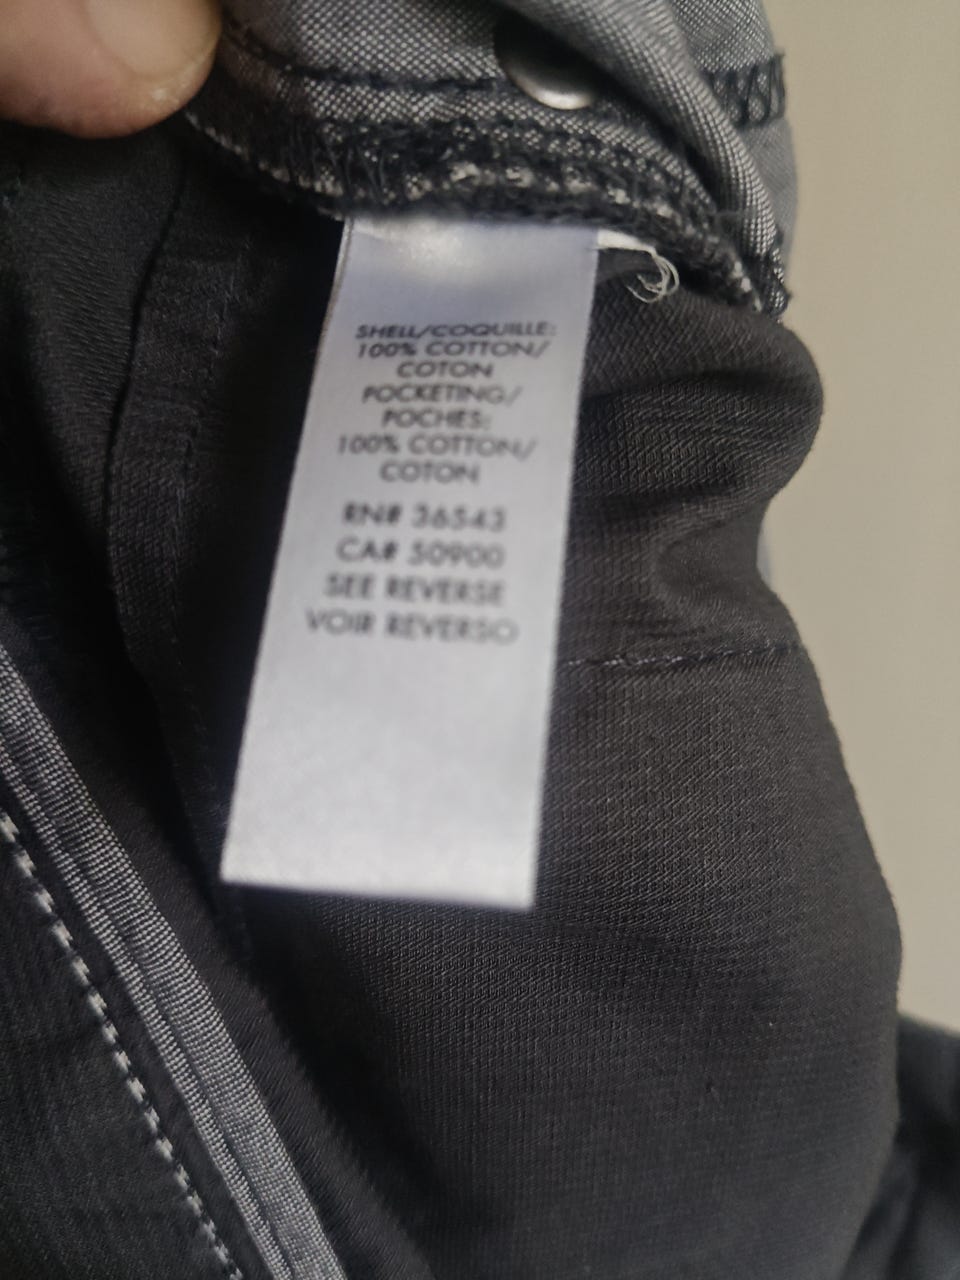 SHELL/COQUILLE:
100% COTTON/
COTON
POCKETING/
POCHES:
100% COTTON/
COTON
RN# 36543
CA# 50900
SEE REVERSE
VOIR REVERSO